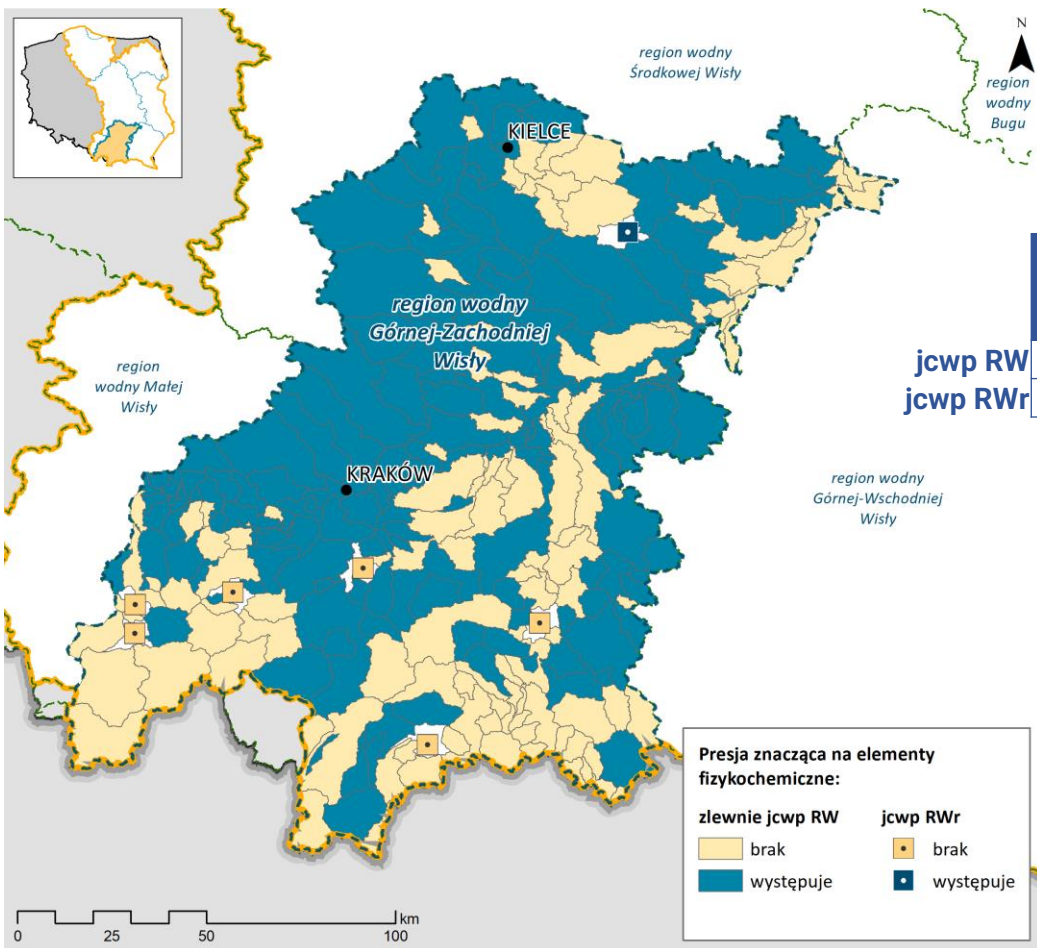 region wodny
Środkowej Wisły
N
region
wodny
Bugu
KIELCE
region wodny
Górnej-Zachodniej
Wisły
region
wodny Małej
Wisły
jcwp RW
jcwp RWr
KRAKÓW
region wodny
Górnej-Wschodniej
Wisły
Presja znacząca na elementy
fizykochemiczne:
zlewnie jcwp RW
jcwp RWr
brak
brak
występuje
występuje
km
0 25 50 100